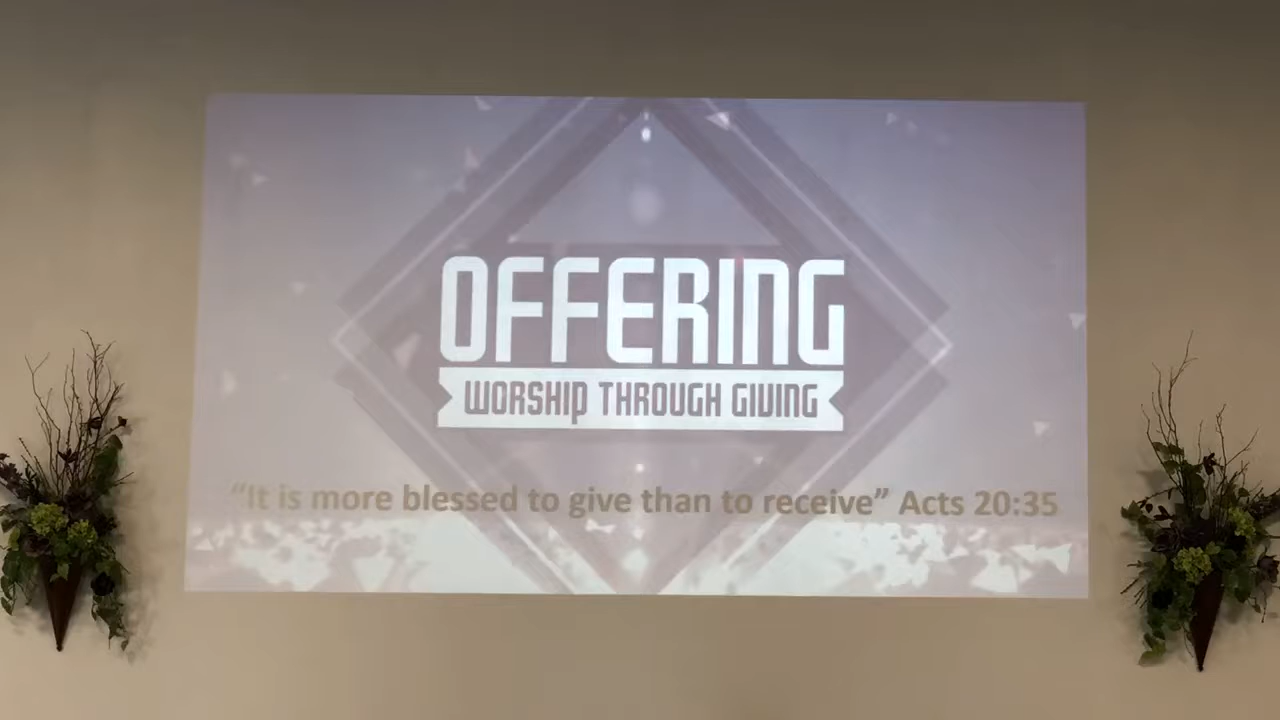 OFFERING
WORSHIP THROUGH GIVING
“It is more blessed to give than to receive” Acts 20:35